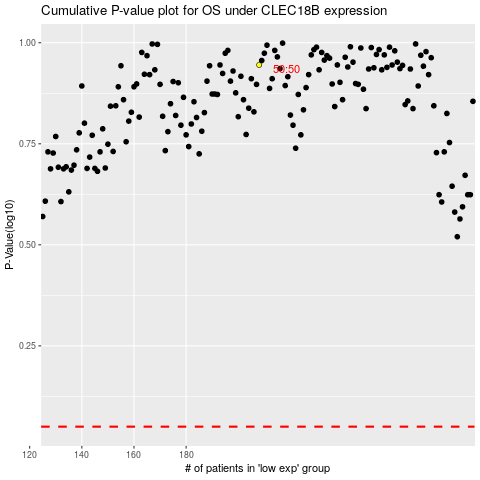 Cumulative P-value plot for OS under CLEC18B expression
P-Value(log10)
1.00
0.75
0.50
0.25
50:50
120 140 160 180
# of patients in 'low exp' group